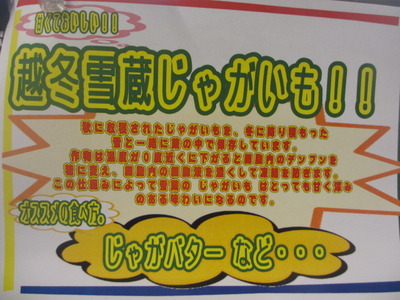 甘くておいしい！！
越冬雪蔵じゃがいも！！
秋に収穫されたじゃがいもを、冬に降り積もった
雪と一緒に蔵の中で保存しています。
作物は温度が０度近くに下がると細胞内のデンプンを
糖に変え、細胞内の糖濃度を濃くして凍結を防ぎます。
この仕組みによって雪蔵の じゃがいも はとっても甘く深み
のある味わいになるのです。
オススメの食べ方。
じゃがバター など・・・